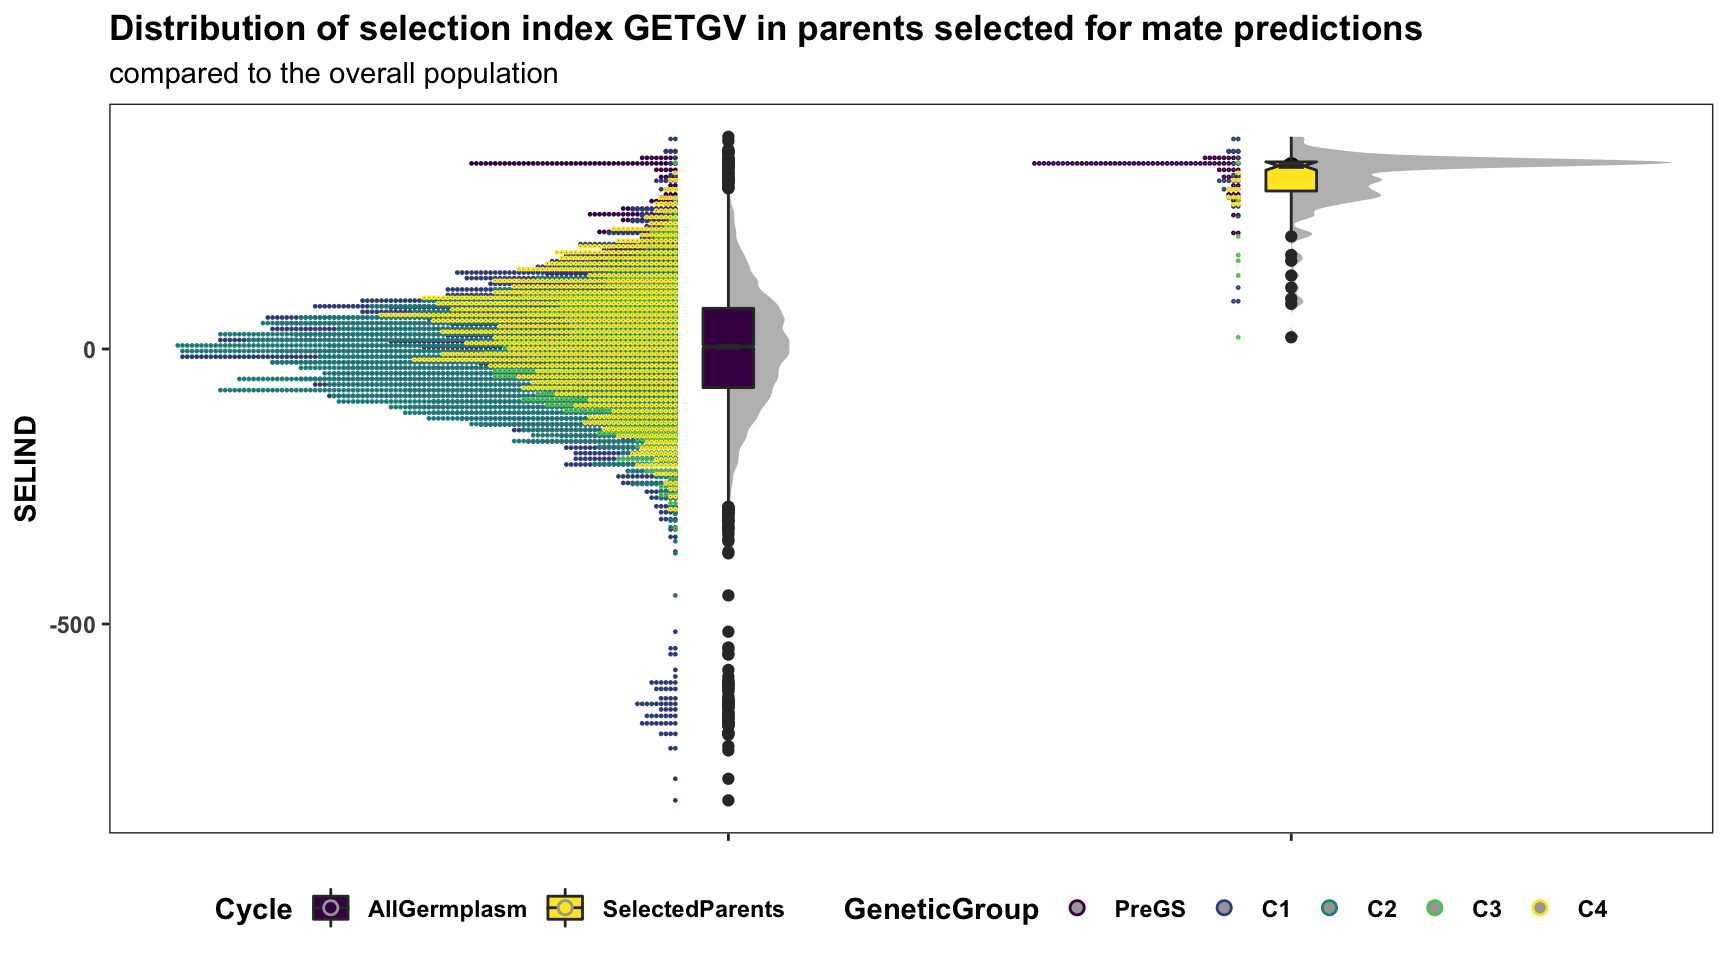 Distribution of selection index GETGV in parents selected for mate predictions
compared to the overall population
SELIND
0
-500
Cycle AllGermplasm SelectedParents GeneticGroup PreGS C1 C2 C3 C4